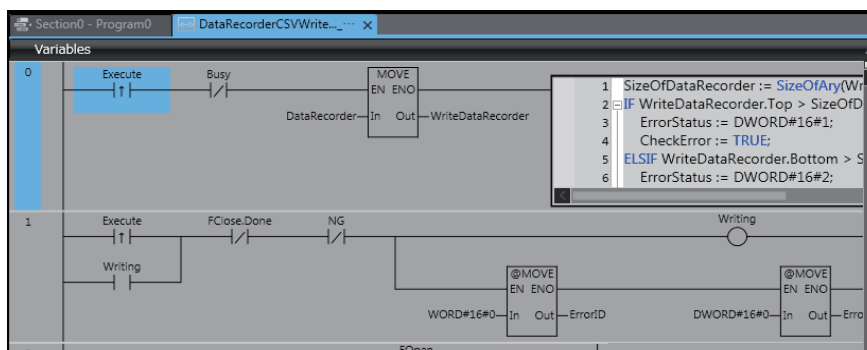 Section0 - Program0 DataRecorderCSVWrite..._...
Variables
0 Execute Busy MOVE
EN ENO
DataRecorder In Out WriteDataRecorder
1 SizeOfDataRecorder := SizeOfAry(Wr
2 IF WriteDataRecorder.Top > SizeOfD
3 ErrorStatus := DWORD#16#1;
4 CheckError := TRUE;
5 ELSIF WriteDataRecorder.Bottom > S
6 ErrorStatus := DWORD#16#2;
1 Execute FClose.Done NG Writing
Writing
@MOVE @MOVE
EN ENO EN ENO
WORD#16#0 In Out ErrorID DWORD#16#0 In Out Erro